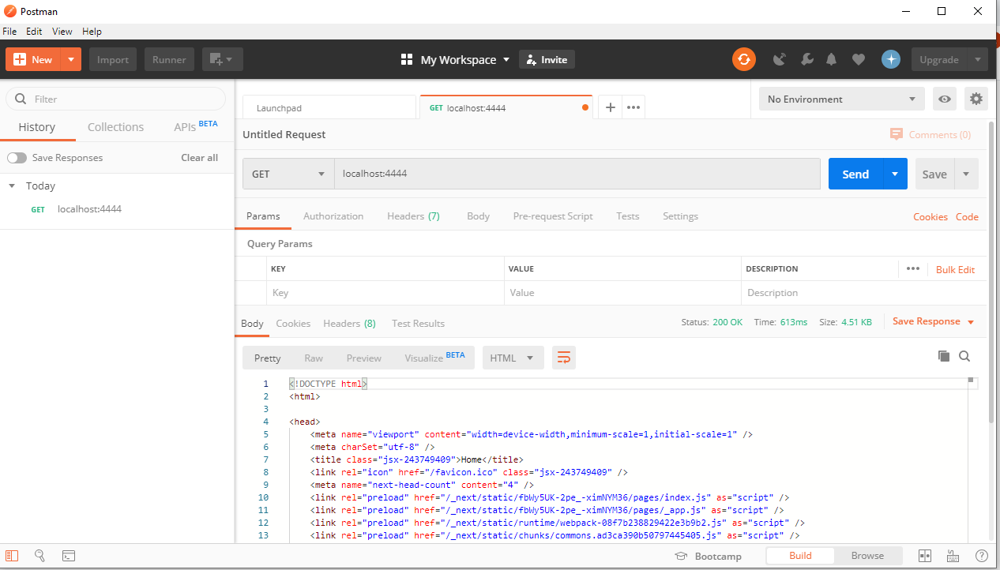 Postman
File Edit View Help
New Import Runner My Workspace Invite Upgrade
Filter
History Collections APIs BETA
Save Responses Clear all
Today
GET localhost:4444
Launchpad GET localhost:4444 No Environment
Untitled Request Comments (0)
GET localhost:4444 Send Save
Params Authorization Headers (7) Body Pre-request Script Tests Settings Cookies Code
Query Params
KEY VALUE DESCRIPTION Bulk Edit
Key Value Description
Body Cookies Headers (8) Test Results Status: 200 OK Time: 613ms Size: 4.51 KB Save Response
Pretty Raw Preview Visualize BETA HTML
1 <!DOCTYPE html>
2 <html>
3
4 <head>
5 <meta name="viewport" content="width=device-width,minimum-scale=1,initial-scale=1" />
6 <meta charSet="utf-8" />
7 <title class="jsx-243749409">Home</title>
8 <link rel="icon" href="/favicon.ico" class="jsx-243749409" />
9 <meta name="next-head-count" content="4" />
10 <link rel="preload" href="/_next/static/fbWy5UK-2pe_-ximNYM36/pages/index.js" as="script" />
11 <link rel="preload" href="/_next/static/fbWy5UK-2pe_-ximNYM36/pages/_app.js" as="script" />
12 <link rel="preload" href="/_next/static/runtime/webpack-08f7b238829422e3b9b2.js" as="script" />
13 <link rel="preload" href="/_next/static/chunks/commons.ad3ca390b50797445405.js" as="script" />
Bootcamp Build Browse